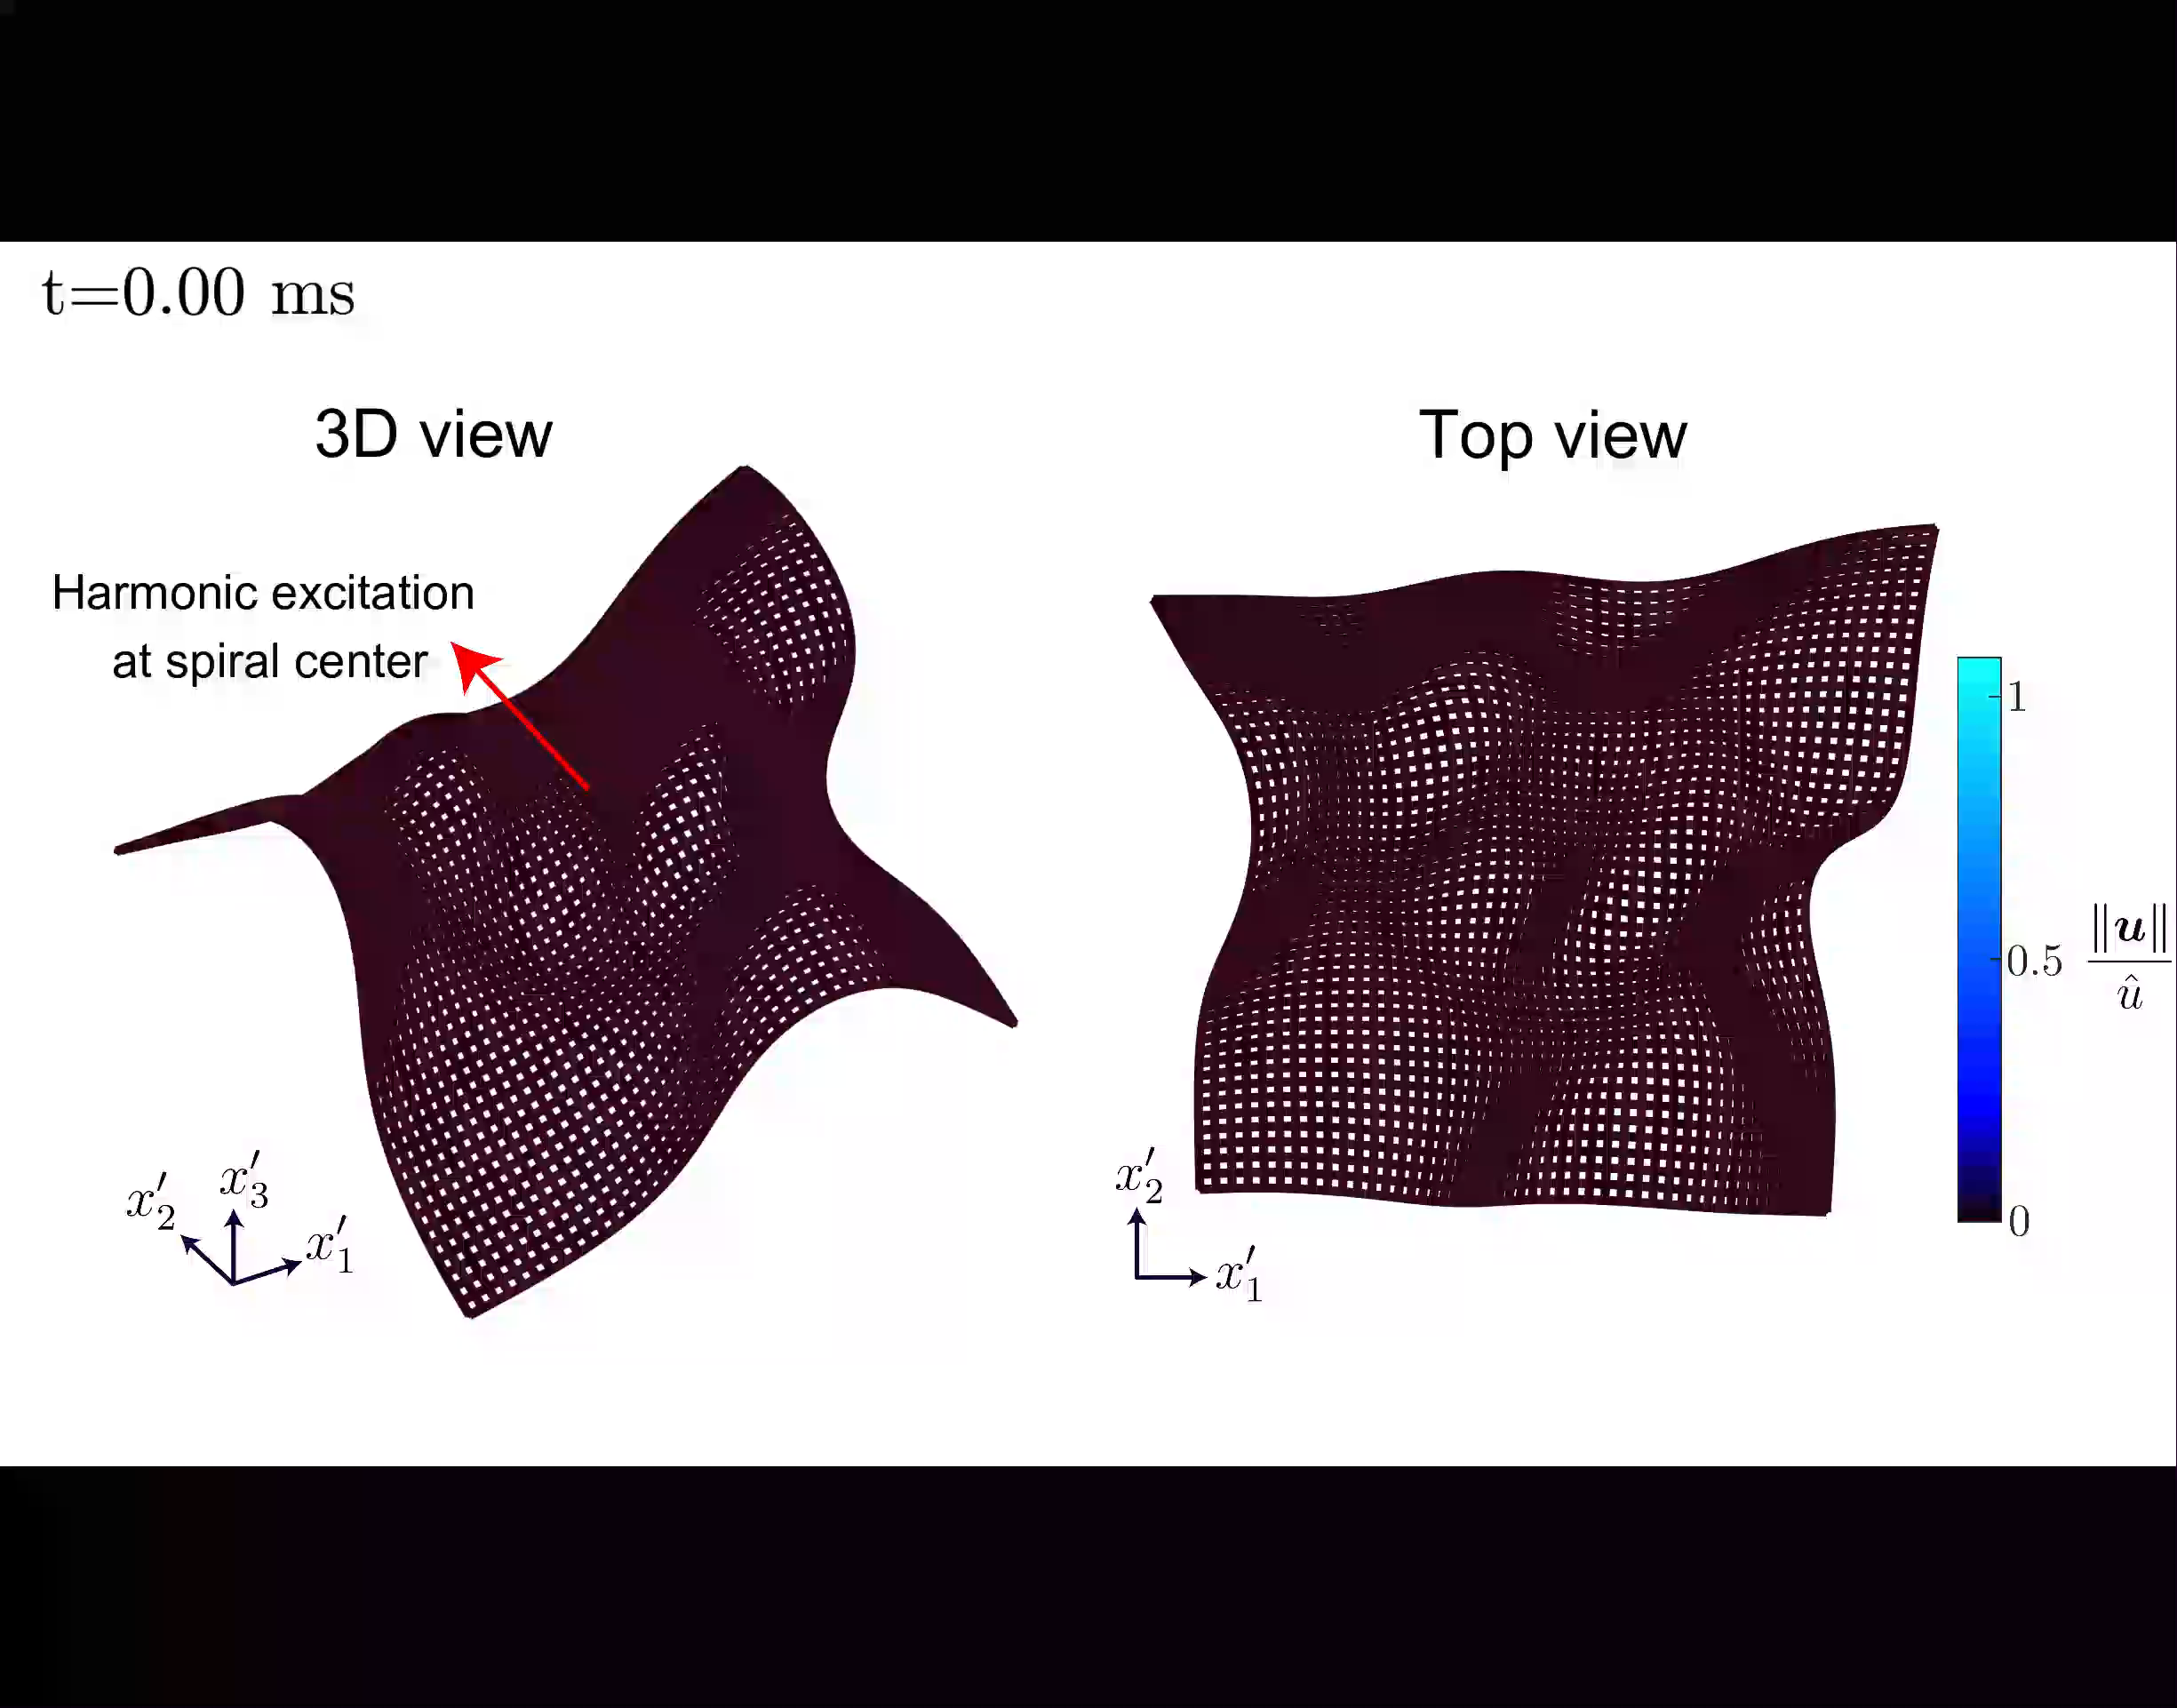 t=0.00 ms
3D view
Top view
Harmonic excitation
at spiral center
x′₂
x′₃
x′₁
x′₂
x′₁
1
0.5
0
‖u‖
û